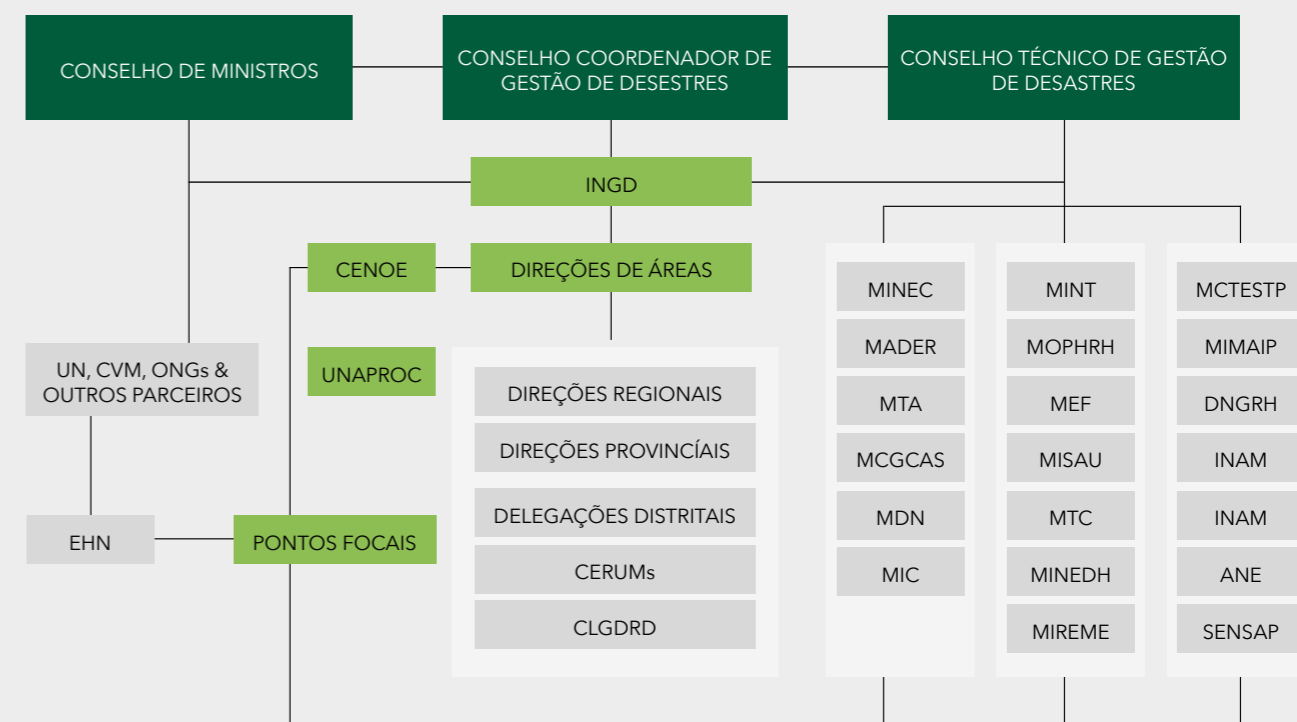 CONSELHO DE MINISTROS
CONSELHO COORDENADOR DE
GESTÃO DE DESESTRES
CONSELHO TÉCNICO DE GESTÃO
DE DESASTRES
INGD
CENOE
DIREÇÕES DE ÁREAS
UN, CVM, ONGs &
OUTROS PARCEIROS
UNAPROC
EHN
PONTOS FOCAIS
DIREÇÕES REGIONAIS
DIREÇÕES PROVINCÍAIS
DELEGAÇÕES DISTRITAIS
CERUMs
CLGDRD
MINEC
MADER
MTA
MCGCAS
MDN
MIC
MINT
MOPHRH
MEF
MISAU
MTC
MINEDH
MIREME
MCTESTP
MIMAIP
DNGRH
INAM
INAM
ANE
SENSAP